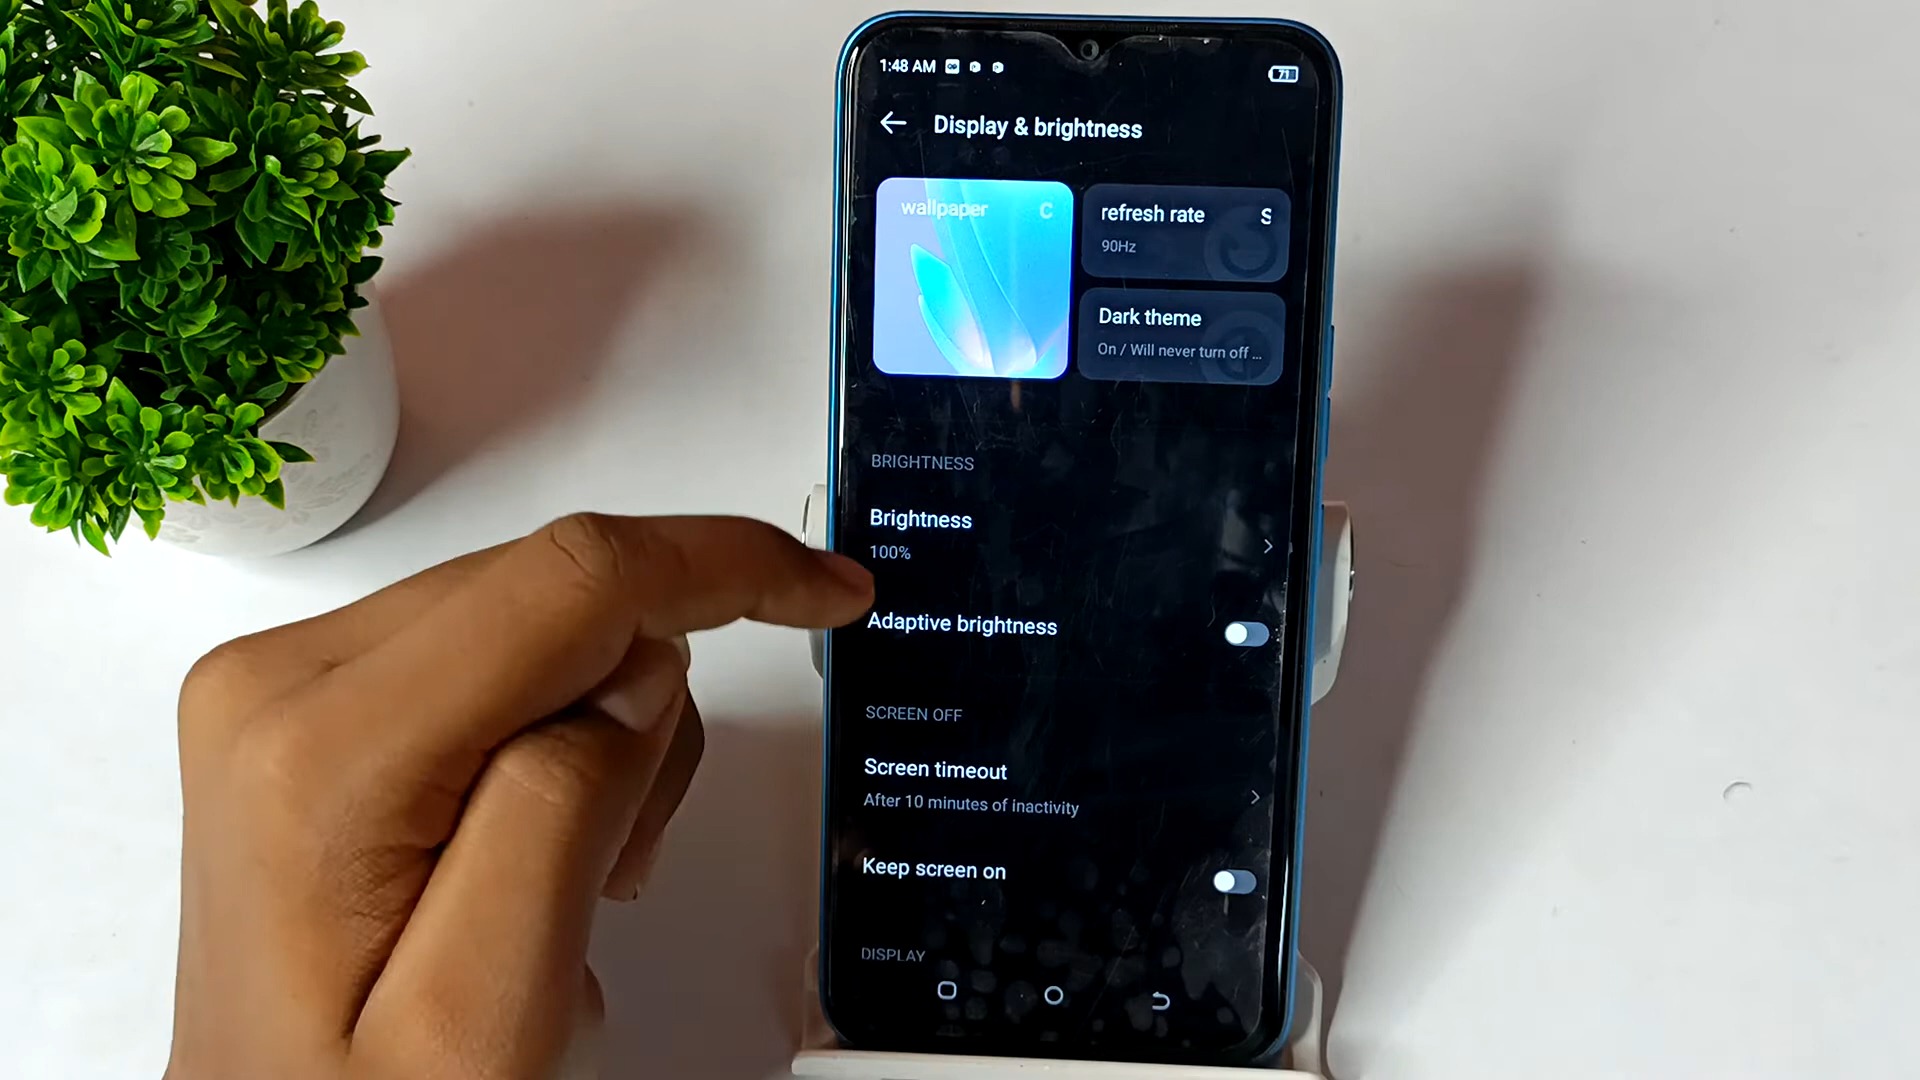 1:48 AM
71
Display & brightness
wallpaper C
refresh rate S
90Hz
Dark theme
On / Will never turn off ...
BRIGHTNESS
Brightness
100%
Adaptive brightness
SCREEN OFF
Screen timeout
After 10 minutes of inactivity
Keep screen on
DISPLAY